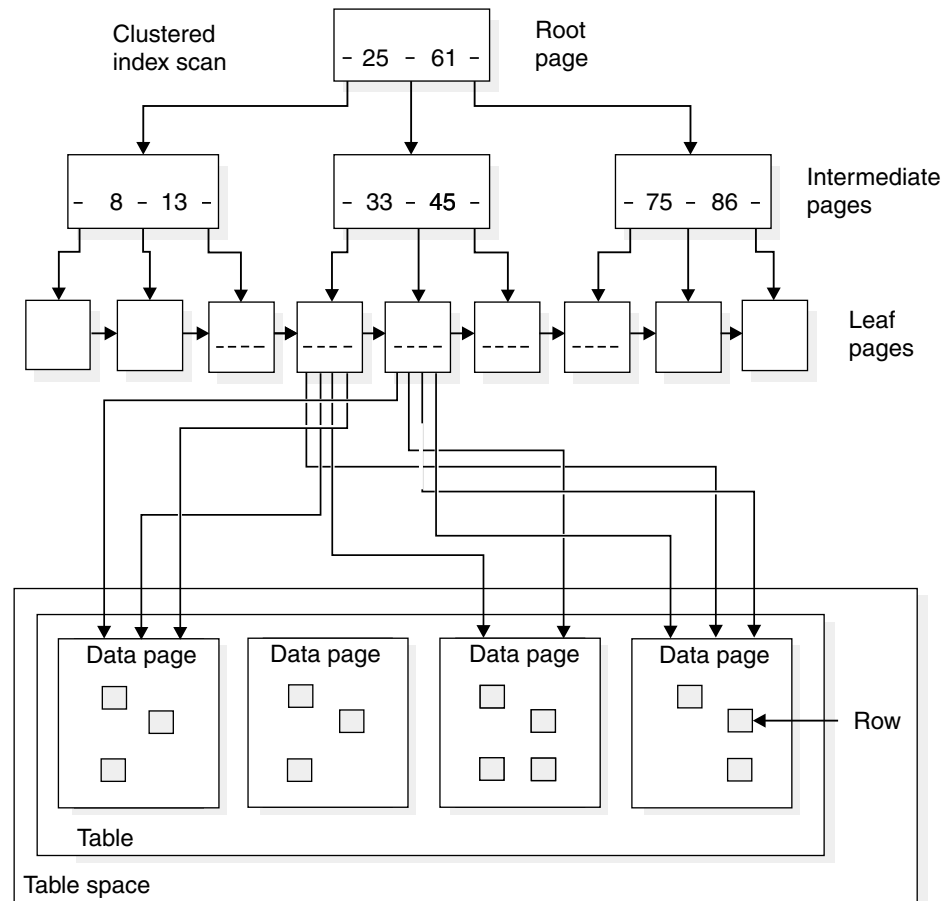 Clustered
index scan
Root
page
- 25 - 61 -
- 8 - 13 -
- 33 - 45 -
- 75 - 86 -
Intermediate
pages
Leaf
pages
Data page
Data page
Data page
Data page
Row
Table
Table space